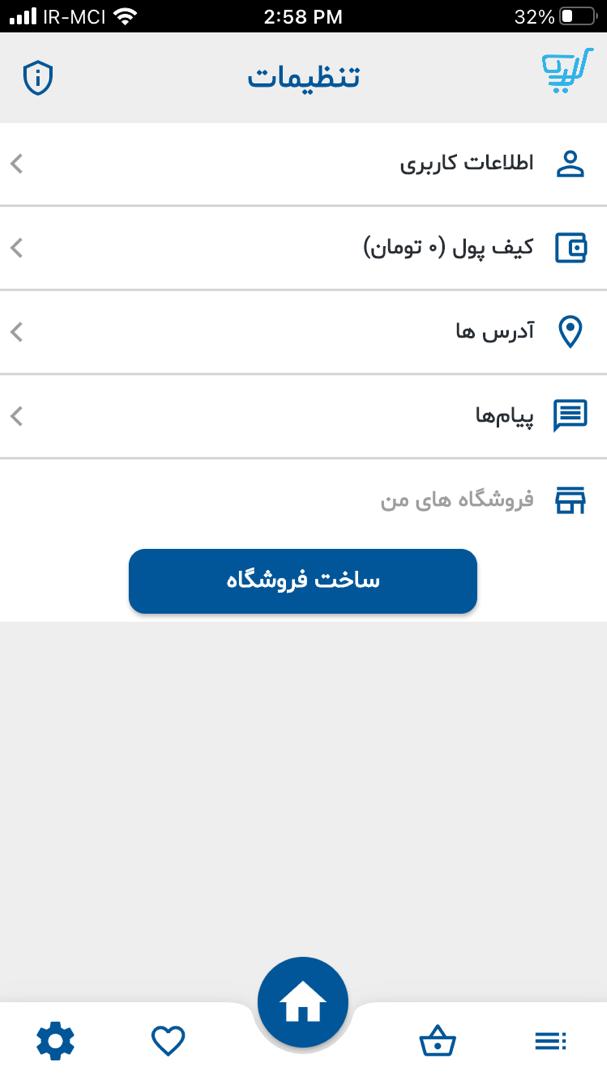 IR-MCI 2:58 PM 32%
تنظیمات
اطلاعات کاربری
کیف پول (۰ تومان)
آدرس ها
پیام‌ها
فروشگاه های من
ساخت فروشگاه